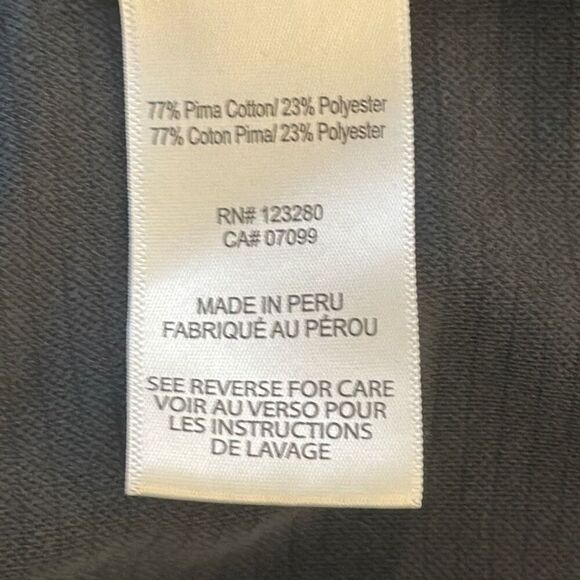 77% Pima Cotton/ 23% Polyester
77% Coton Pima/ 23% Polyester
RN# 123280
CA# 07099
MADE IN PERU
FABRIQUÉ AU PÉROU
SEE REVERSE FOR CARE
VOIR AU VERSO POUR
LES INSTRUCTIONS
DE LAVAGE